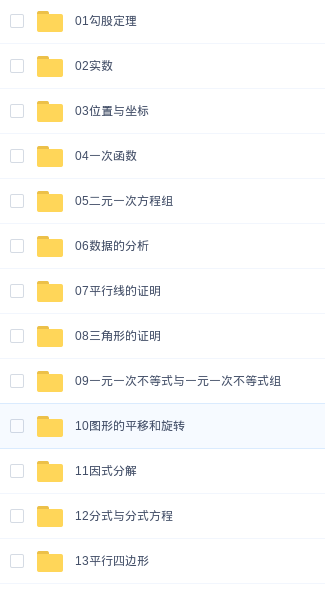 01勾股定理
02实数
03位置与坐标
04一次函数
05二元一次方程组
06数据的分析
07平行线的证明
08三角形的证明
09一元一次不等式与一元一次不等式组
10图形的平移和旋转
11因式分解
12分式与分式方程
13平行四边形